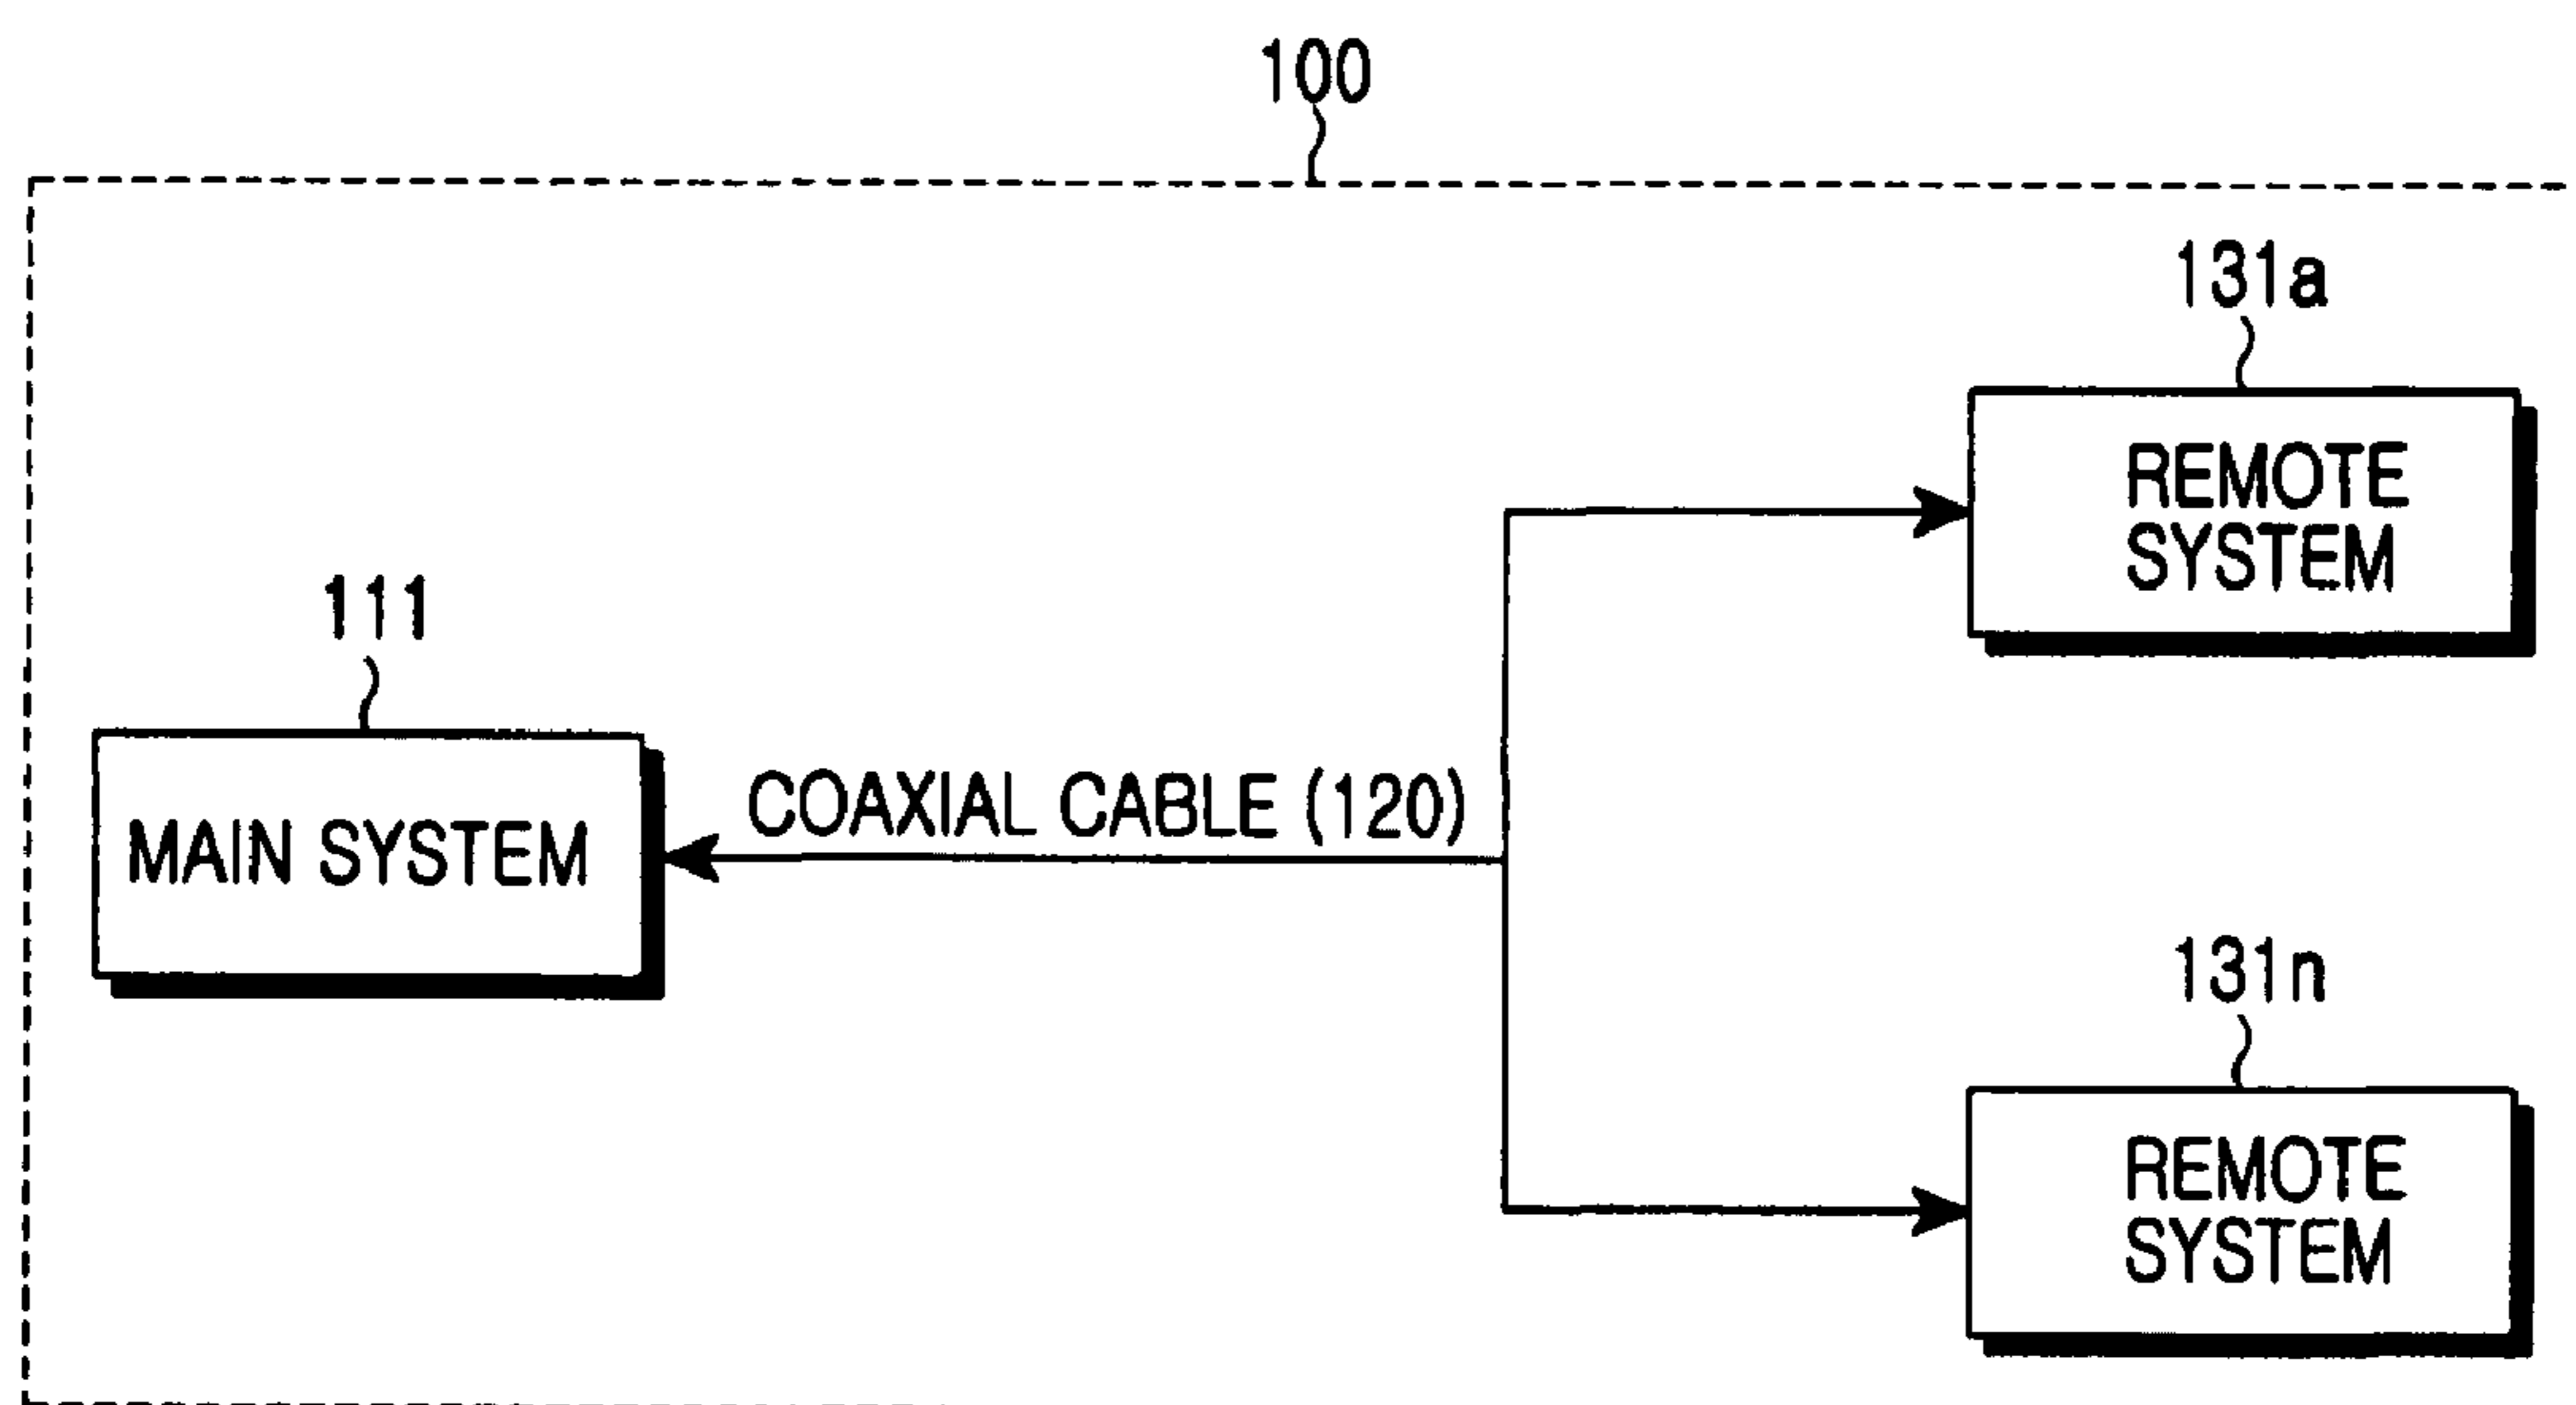 100
131a
REMOTE
SYSTEM
111
MAIN SYSTEM
COAXIAL CABLE (120)
131n
REMOTE
SYSTEM